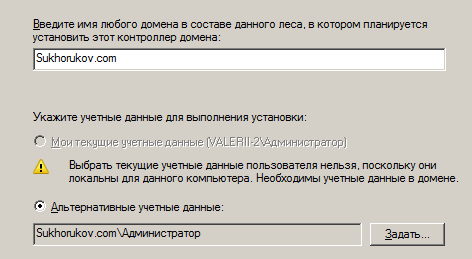 Введите имя любого домена в составе данного леса, в котором планируется
установить этот контроллер домена:
Sukhorukov.com
Укажите учетные данные для выполнения установки:
Мои текущие учетные данные (VALERII-2\Администратор)
Выбрать текущие учетные данные пользователя нельзя, поскольку они
локальны для данного компьютера. Необходимы учетные данные в домене.
Альтернативные учетные данные:
Sukhorukov.com\Администратор
Задать...